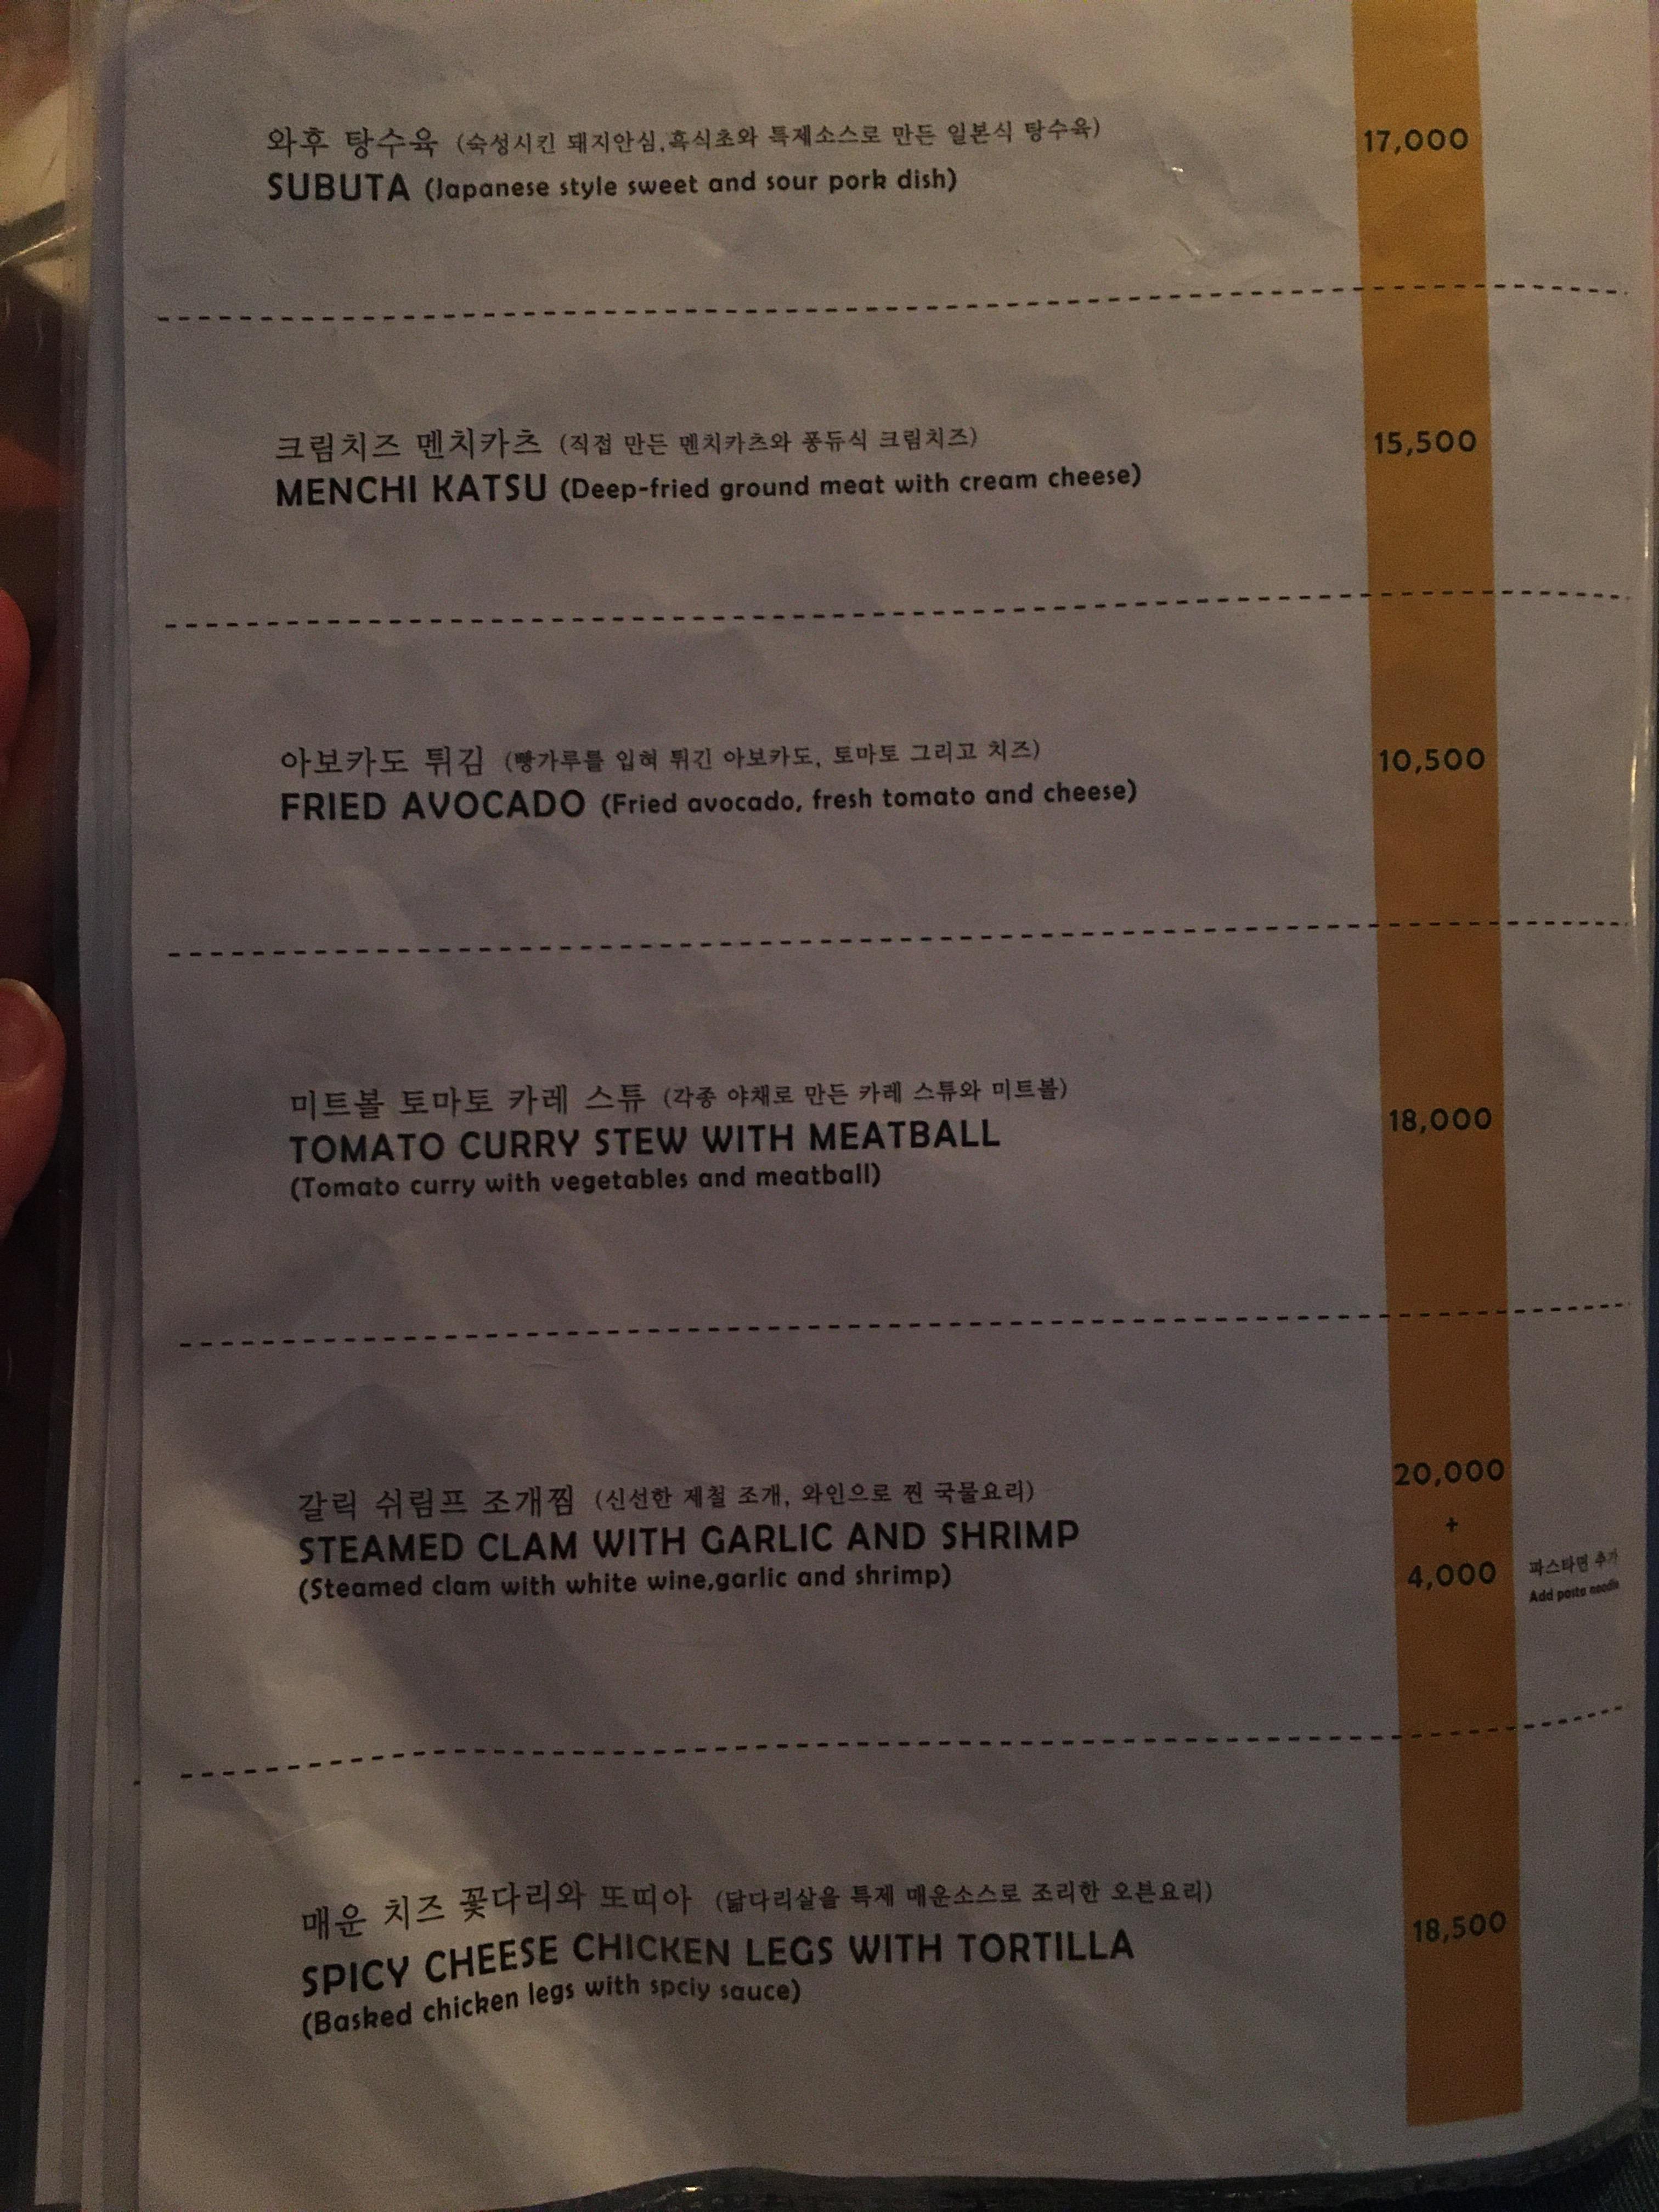 와후 탕수육 (숙성시킨 돼지안심,흑식초와 특제소스로 만든 일본식 탕수육)
17,000
SUBUTA (Japanese style sweet and sour pork dish)
크림치즈 멘치카츠 (직접 만든 멘치카츠와 퐁듀식 크림치즈)
15,500
MENCHI KATSU (Deep-fried ground meat with cream cheese)
아보카도 튀김 (빵가루를 입혀 튀긴 아보카도, 토마토 그리고 치즈)
10,500
FRIED AVOCADO (Fried avocado, fresh tomato and cheese)
미트볼 토마토 카레 스튜 (각종 야채로 만든 카레 스튜와 미트볼)
18,000
TOMATO CURRY STEW WITH MEATBALL
(Tomato curry with vegetables and meatball)
갈릭 쉬림프 조개찜 (신선한 제철 조개, 와인으로 찐 국물요리)
20,000
+
STEAMED CLAM WITH GARLIC AND SHRIMP
(Steamed clam with white wine,garlic and shrimp)
4,000
파스타면 추가
Add pasta noodle
매운 치즈 꽃다리와 또띠아 (닭다리살을 특제 매운소스로 조리한 오븐요리)
18,500
SPICY CHEESE CHICKEN LEGS WITH TORTILLA
(Basked chicken legs with spciy sauce)